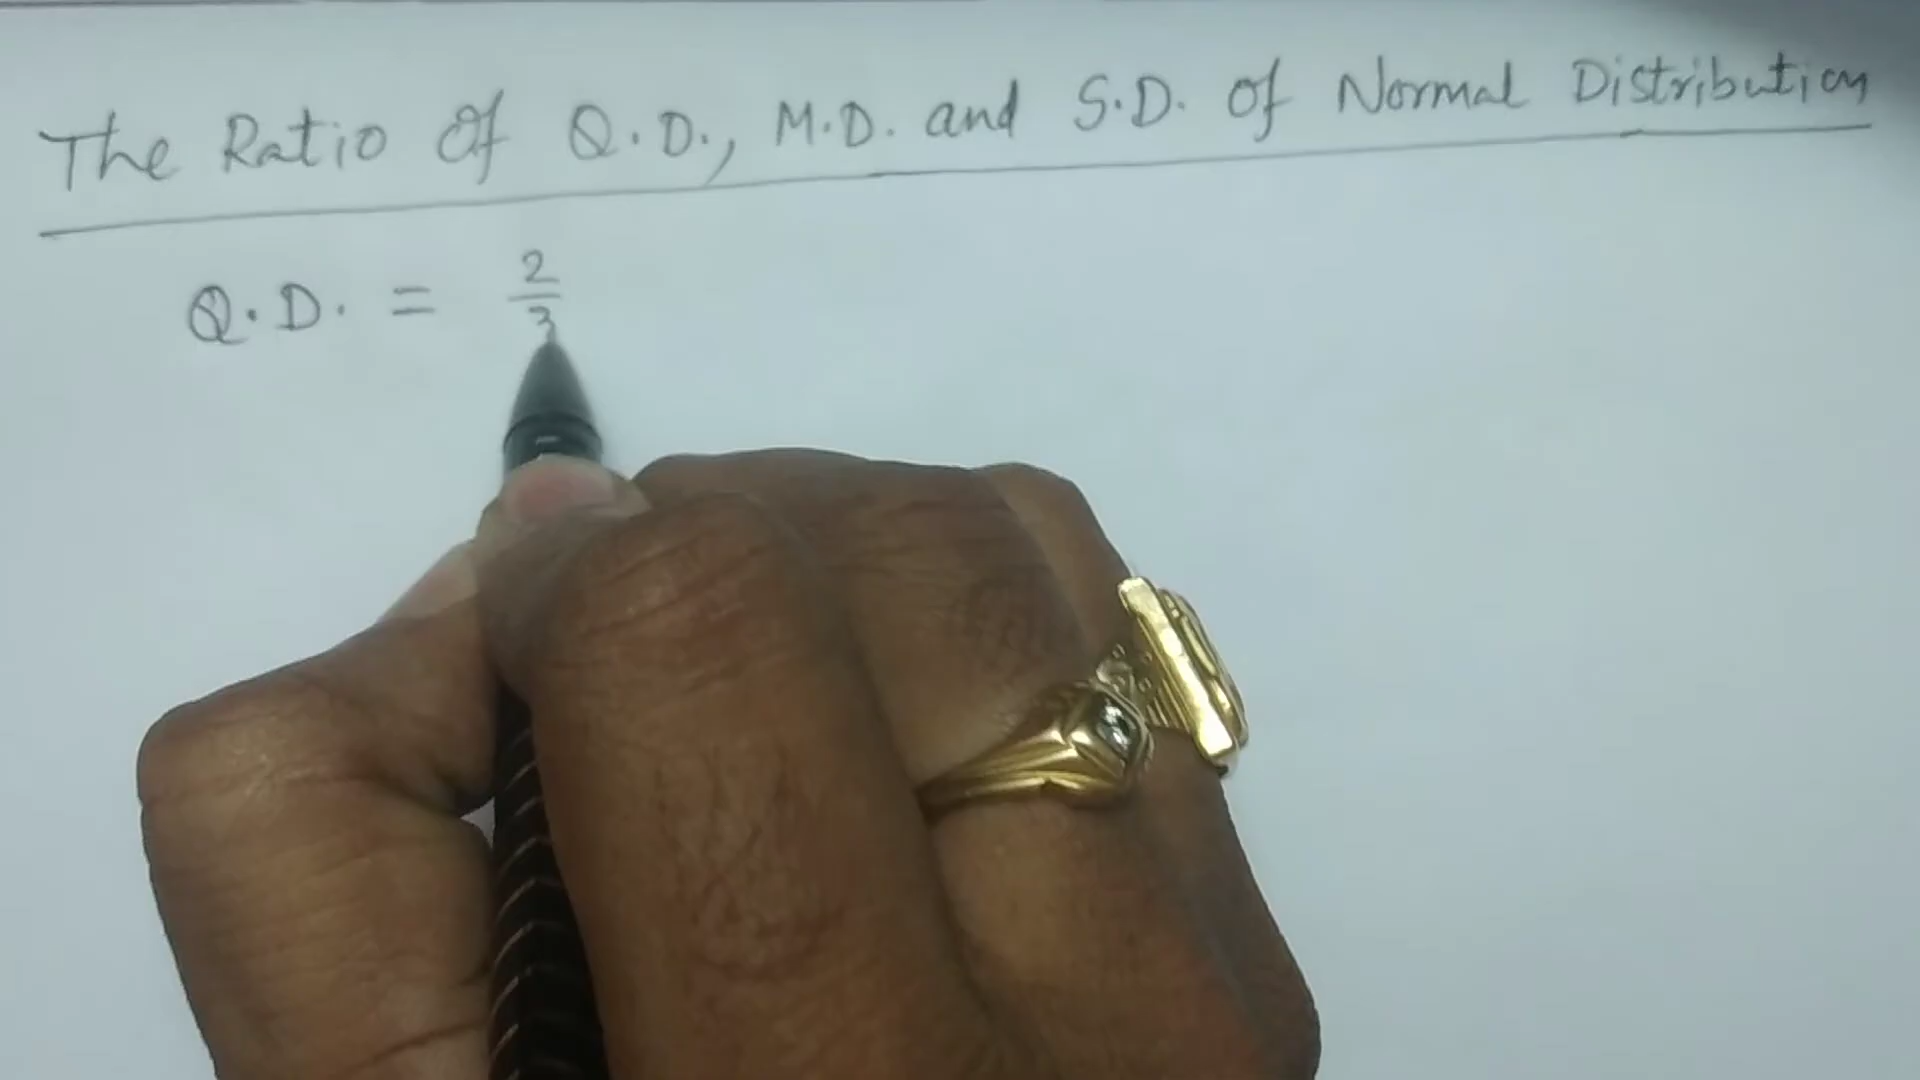 The Ratio Of Q.D., M.D. and S.D. of Normal Distribution
Q.D. = 2/3